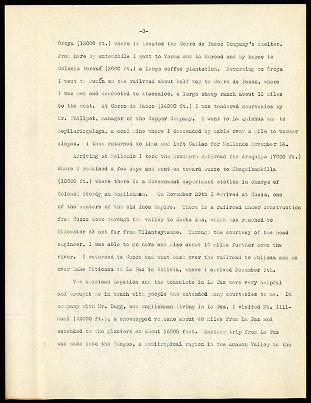 -3-
Oroya (12000 ft.) where is located the Cerro de Pasco Company's smelter.
From here by automobile I went to Tarma and La Merced and by horse to
Colonia Perené (2000 ft.) a large coffee plantation. Returning to Oroya
I went to Junín on the railroad about half way to Cerro de Pasco, where
I was met and conducted to Atocsaico, a large sheep ranch about 12 miles
to the west. At Cerro de Pasco (14300 ft.) I was tendered courtesies by
Mr. Philpot, manager of the Copper Company. I went to La Quinhua and to
Goyllarisquisga, a coal mine where I descended by cable over a mile to warmer
slopes. I then returned to Lima and left Callao for Mollendo November 14.
Arriving at Mollendo I took the Southern Railroad for Arequipa (7000 ft.)
where I remained a few days and went on toward Cuzco to Chuquibambilla
(13000 ft.) where there is a Government experiment station in charge of
Colonel Stordy an Englishman. On November 29th I arrived at Cuzco, one
of the centers of the old Inca Empire. There is a railroad under construction
from Cuzco down through the valley to Santa Ana, which has reached to
Kilometer 83 not far from Ollantaytambo. Through the courtesy of the head
engineer, I was able to go here and also about 10 miles further down the
river. I returned to Cuzco and went back over the railroad to Juliaca and on
over Lake Titicaca to La Paz in Bolivia, where I arrived December 9th.
The American Legation and the Consulate in La Paz were very helpful
and brought me in touch with people who extended many courtesies to me. In
company with Mr. Dagg, an Englishman living in La Paz, I visited Mt. Illi-
mani (22000 ft.), a snowcapped volcano about 40 miles from La Paz and
ascended to the glaciers at about 16000 feet. Another trip from La Paz
was made into the Yungas, a semitropical region in the Amazon Valley to the